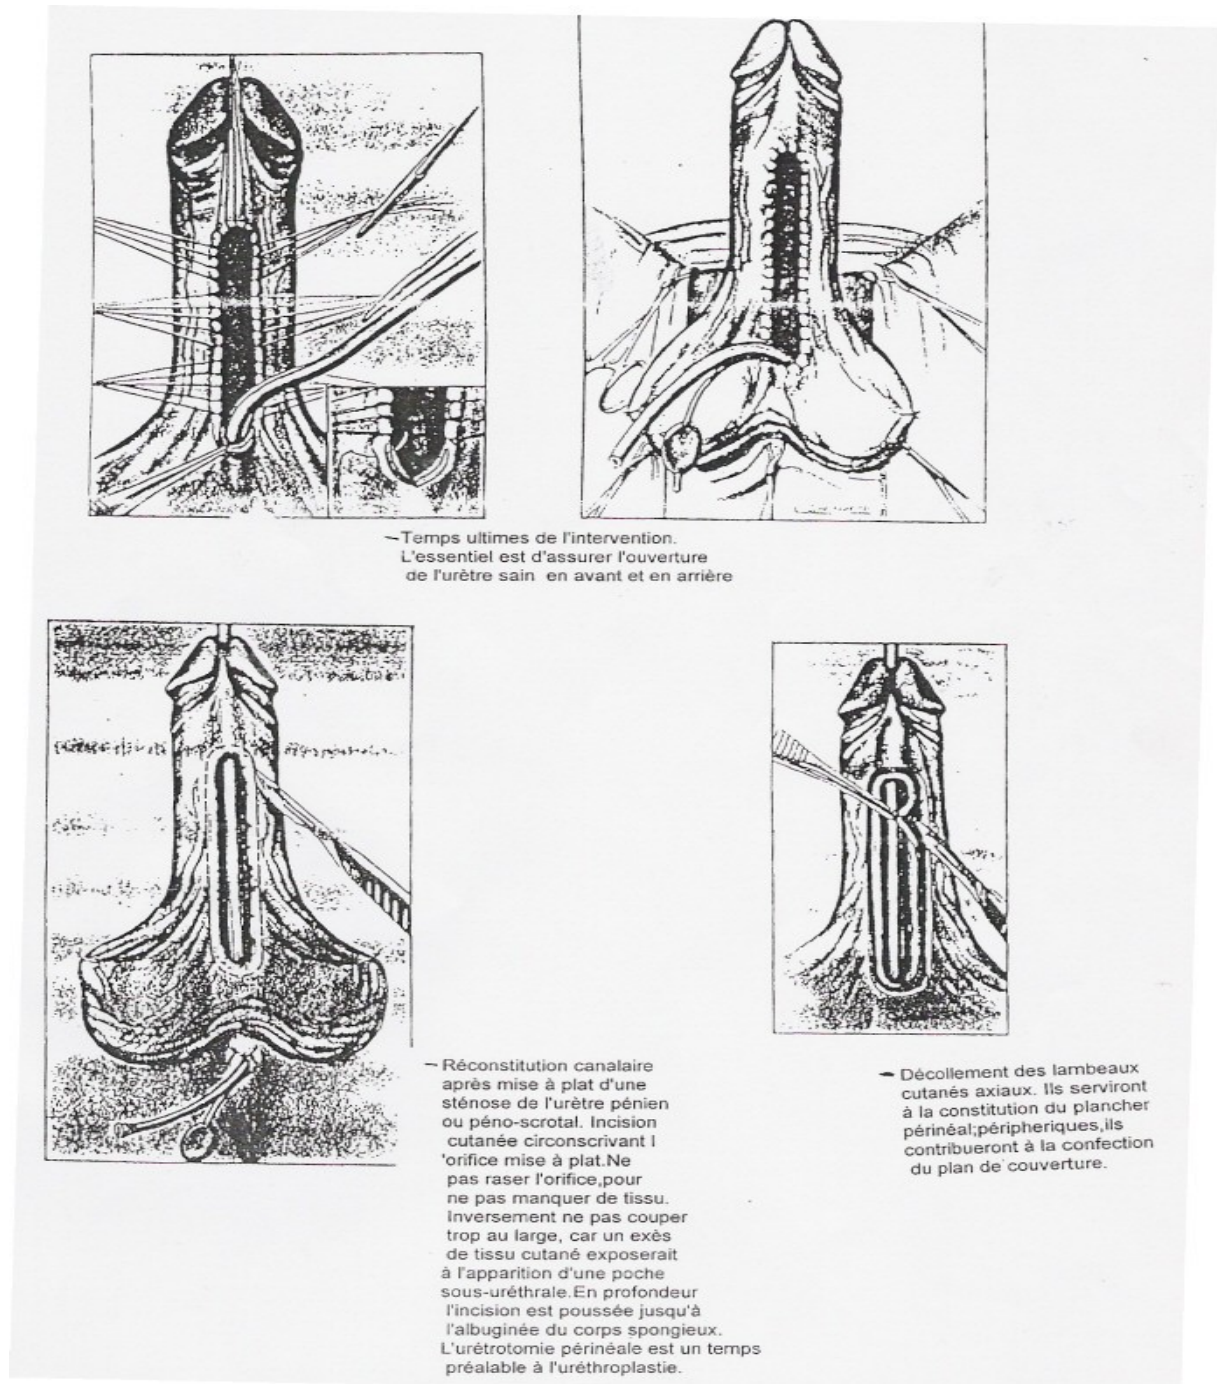 –Temps ultimes de l'intervention.
L'essentiel est d'assurer l'ouverture
de l'urètre sain en avant et en arrière
– Réconstitution canalaire
après mise à plat d'une
sténose de l'urètre pénien
ou péno-scrotal. Incision
cutanée circonscrivant l
'orifice mise à plat.Ne
pas raser l'orifice,pour
ne pas manquer de tissu.
Inversement ne pas couper
trop au large, car un exès
de tissu cutané exposerait
à l'apparition d'une poche
sous-uréthrale.En profondeur
l'incision est poussée jusqu'à
l'albuginée du corps spongieux.
L'urétrotomie périnéale est un temps
préalable à l'uréthroplastie.
– Décollement des lambeaux
cutanés axiaux. Ils serviront
à la constitution du plancher
périnéal;péripheriques,ils
contribueront à la confection
du plan de couverture.